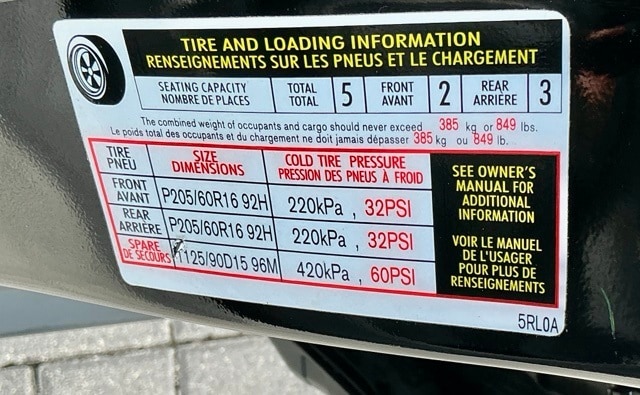 TIRE AND LOADING INFORMATION
RENSEIGNEMENTS SUR LES PNEUS ET LE CHARGEMENT
SEATING CAPACITY TOTAL 5 FRONT 2 REAR 3
NOMBRE DE PLACES TOTAL AVANT ARRIÈRE
The combined weight of occupants and cargo should never exceed 385 kg or 849 lbs.
Le poids total des occupants et du chargement ne doit jamais dépasser 385 kg ou 849 lb.
TIRE SIZE COLD TIRE PRESSURE
PNEU DIMENSIONS PRESSION DES PNEUS À FROID
FRONT P205/60R16 92H 220kPa , 32PSI
AVANT
REAR P205/60R16 92H 220kPa , 32PSI
ARRIÈRE
SPARE T125/90D15 96M 420kPa , 60PSI
DE SECOURS
SEE OWNER'S
MANUAL FOR
ADDITIONAL
INFORMATION
VOIR LE MANUEL
DE L'USAGER
POUR PLUS DE
RENSEIGNEMENTS
5RL0A